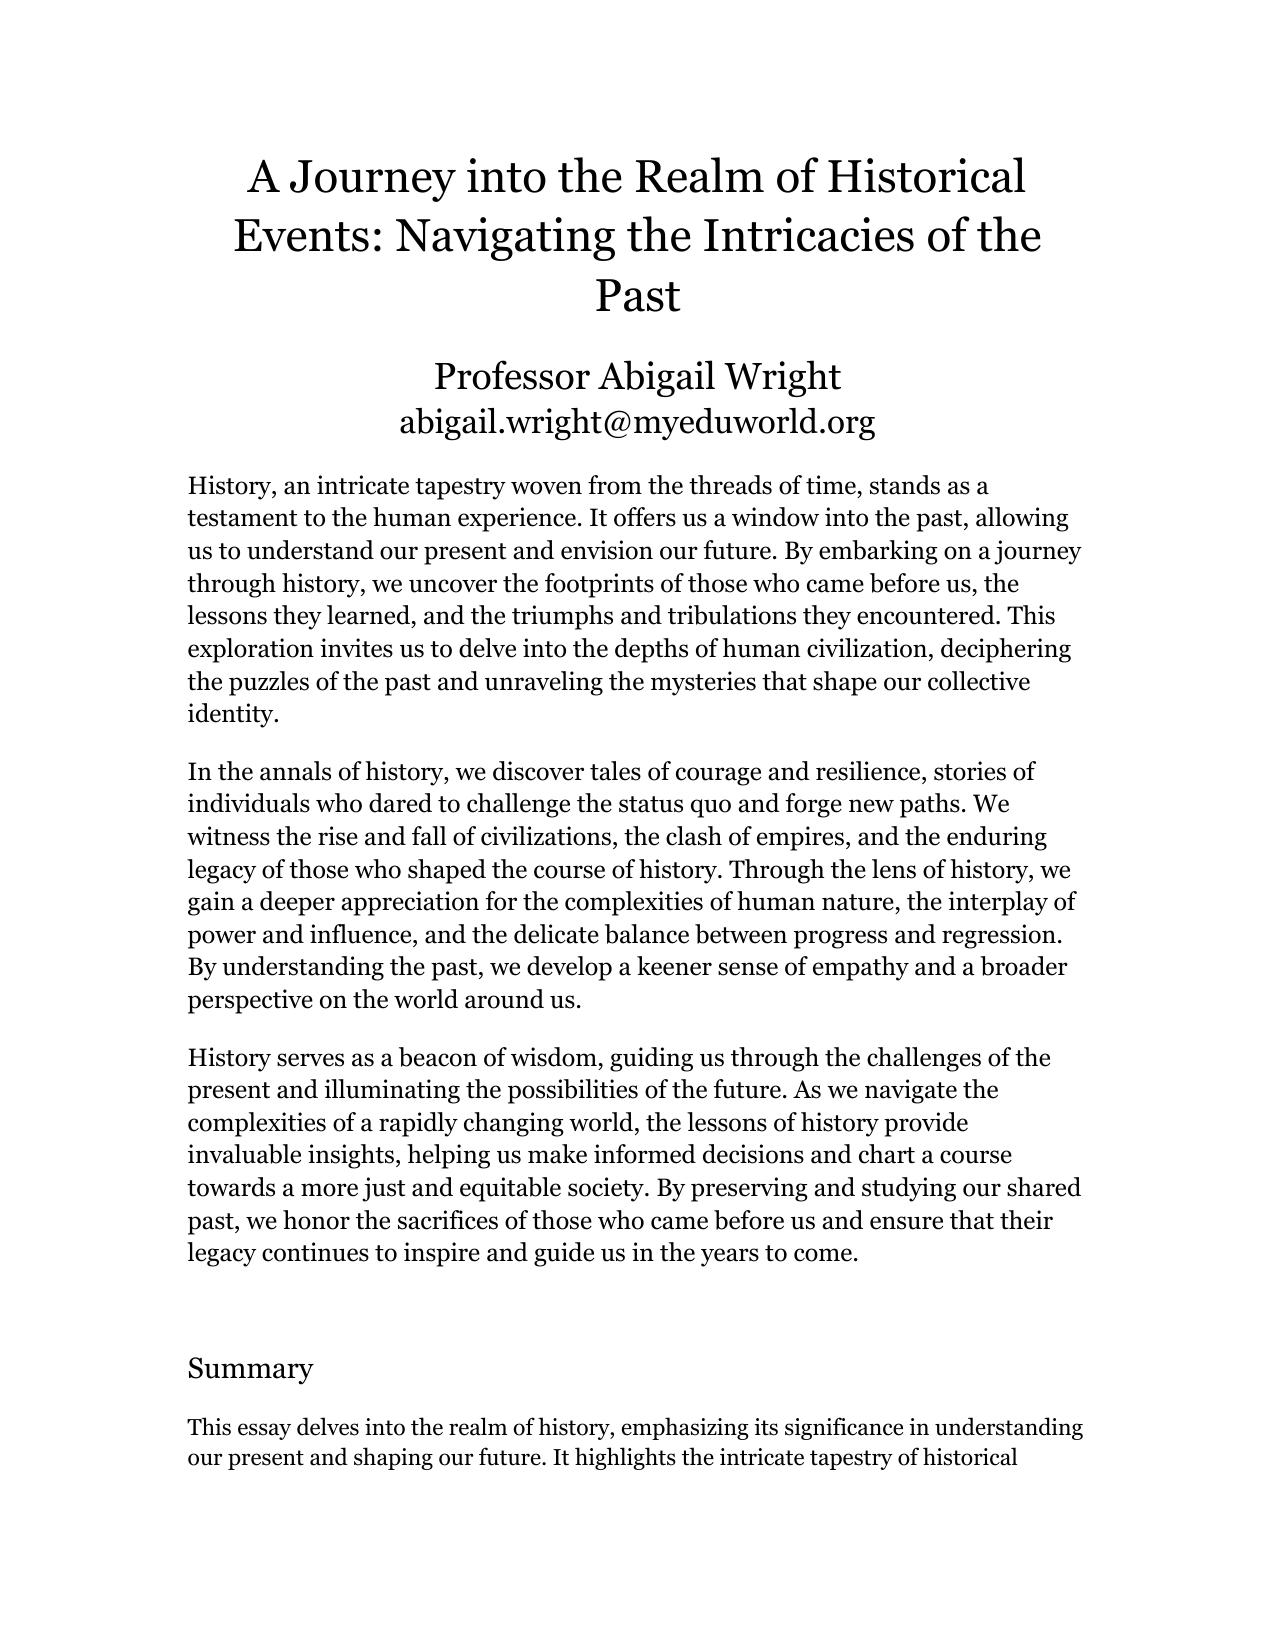 A Journey into the Realm of Historical
Events: Navigating the Intricacies of the
Past
Professor Abigail Wright
abigail.wright@myeduworld.org
History, an intricate tapestry woven from the threads of time, stands as a
testament to the human experience. It offers us a window into the past, allowing
us to understand our present and envision our future. By embarking on a journey
through history, we uncover the footprints of those who came before us, the
lessons they learned, and the triumphs and tribulations they encountered. This
exploration invites us to delve into the depths of human civilization, deciphering
the puzzles of the past and unraveling the mysteries that shape our collective
identity.
In the annals of history, we discover tales of courage and resilience, stories of
individuals who dared to challenge the status quo and forge new paths. We
witness the rise and fall of civilizations, the clash of empires, and the enduring
legacy of those who shaped the course of history. Through the lens of history, we
gain a deeper appreciation for the complexities of human nature, the interplay of
power and influence, and the delicate balance between progress and regression.
By understanding the past, we develop a keener sense of empathy and a broader
perspective on the world around us.
History serves as a beacon of wisdom, guiding us through the challenges of the
present and illuminating the possibilities of the future. As we navigate the
complexities of a rapidly changing world, the lessons of history provide
invaluable insights, helping us make informed decisions and chart a course
towards a more just and equitable society. By preserving and studying our shared
past, we honor the sacrifices of those who came before us and ensure that their
legacy continues to inspire and guide us in the years to come.
Summary
This essay delves into the realm of history, emphasizing its significance in understanding
our present and shaping our future. It highlights the intricate tapestry of historical